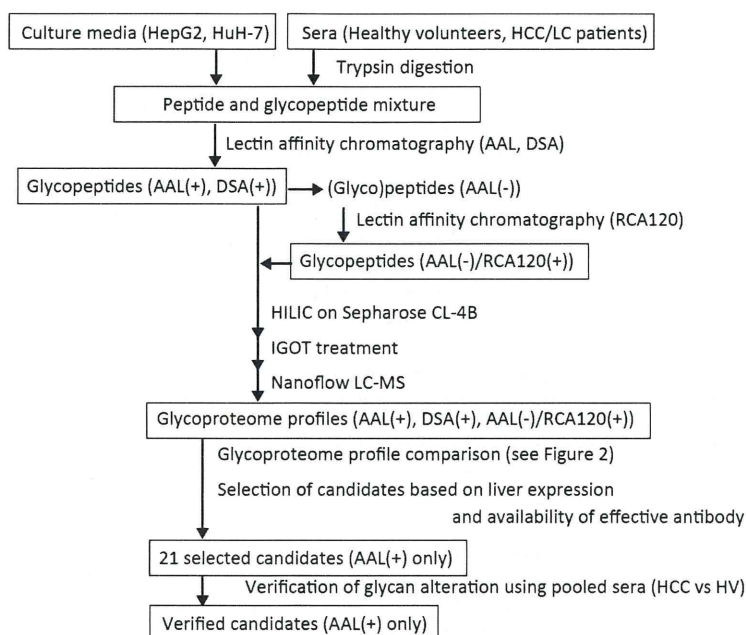 Culture media (HepG2, HuH-7)
Sera (Healthy volunteers, HCC/LC patients)
Trypsin digestion
Peptide and glycopeptide mixture
Lectin affinity chromatography (AAL, DSA)
Glycopeptides (AAL(+), DSA(+))
(Glyco)peptides (AAL(-))
Lectin affinity chromatography (RCA120)
Glycopeptides (AAL(-)/RCA120(+))
HILIC on Sepharose CL-4B
IGOT treatment
Nanoflow LC-MS
Glycoproteome profiles (AAL(+), DSA(+), AAL(-)/RCA120(+))
Glycoproteome profile comparison (see Figure 2)
Selection of candidates based on liver expression
and availability of effective antibody
21 selected candidates (AAL(+) only)
Verification of glycan alteration using pooled sera (HCC vs HV)
Verified candidates (AAL(+) only)